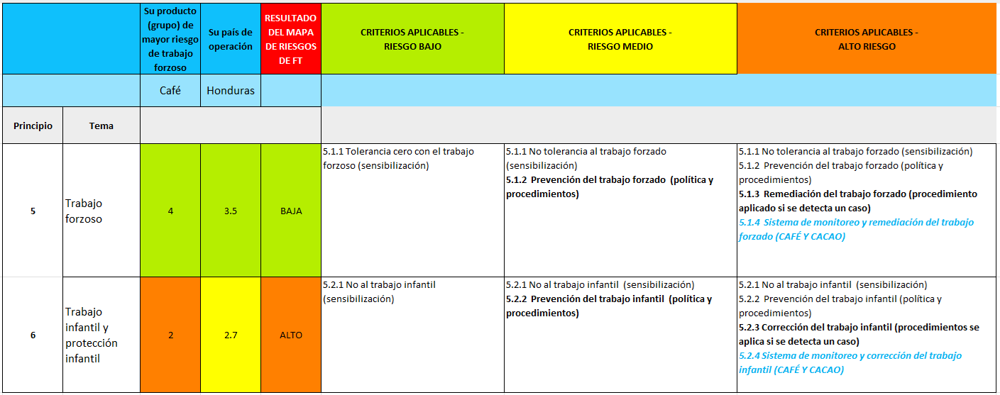 Su producto
(grupo) de
mayor riesgo
de trabajo
forzoso
Su país de
operación
RESULTADO
DEL MAPA
DE RIESGOS
DE FT
CRITERIOS APLICABLES -
RIESGO BAJO
CRITERIOS APLICABLES -
RIESGO MEDIO
CRITERIOS APLICABLES -
ALTO RIESGO
Café
Honduras
Principio
Tema
5
Trabajo
forzoso
4
3.5
BAJA
5.1.1 Tolerancia cero con el trabajo
forzoso (sensibilización)
5.1.1 No tolerancia al trabajo forzado
(sensibilización)
5.1.2  Prevención del trabajo forzado  (política y
procedimientos)
5.1.1 No tolerancia al trabajo forzado (sensibilización)
5.1.2  Prevención del trabajo forzado (política y
procedimientos)
5.1.3  Remediación del trabajo forzado (procedimiento
aplicado si se detecta un caso)
5.1.4  Sistema de monitoreo y remediación del trabajo
forzado (CAFÉ Y CACAO)
6
Trabajo
infantil y
protección
infantil
2
2.7
ALTO
5.2.1 No al trabajo infantil
(sensibilización)
5.2.1 No al trabajo infantil  (sensibilización)
5.2.2  Prevención del trabajo infantil  (política y
procedimientos)
5.2.1 No al trabajo infantil  (sensibilización)
5.2.2  Prevención del trabajo infantil (política y
procedimientos)
5.2.3 Corrección del trabajo infantil (procedimientos se
aplica si se detecta un caso)
5.2.4 Sistema de monitoreo y corrección del trabajo
infantil (CAFÉ Y CACAO)